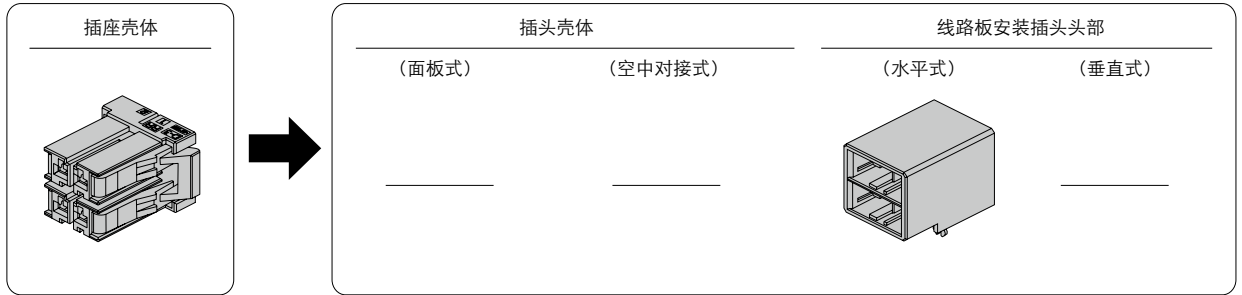 插座壳体
插头壳体
线路板安装插头头部
（面板式）
（空中对接式）
（水平式）
（垂直式）